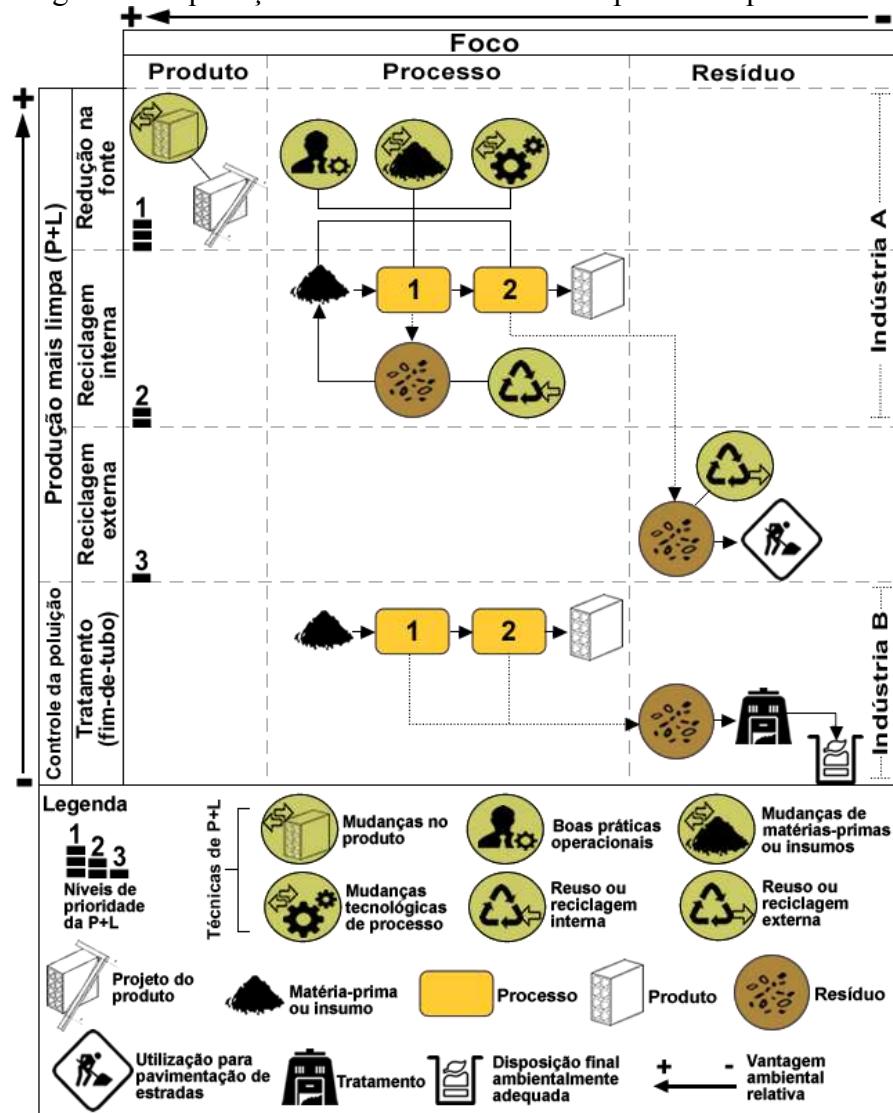 + -
Foco
Produto Processo Resíduo
+
Produção mais limpa (P+L)
Redução na
fonte
1
Indústria A
1 2
Reciclagem
interna
2
Reciclagem
externa
3
Controle da poluição
Tratamento
(fim-de-tubo)
1 2
Indústria B
-
Legenda
1 2 3
Níveis de
prioridade
da P+L
Técnicas de P+L
Mudanças no
produto
Boas práticas
operacionais
Mudanças de
matérias-primas
ou insumos
Mudanças
tecnológicas
de processo
Reuso ou
reciclagem
interna
Reuso ou
reciclagem
externa
Projeto do
produto
Matéria-prima
ou insumo
Processo
Produto
Resíduo
Utilização para
pavimentação de
estradas
Tratamento
Disposição final
ambientalmente
adequada
+ -
Vantagem
ambiental
relativa